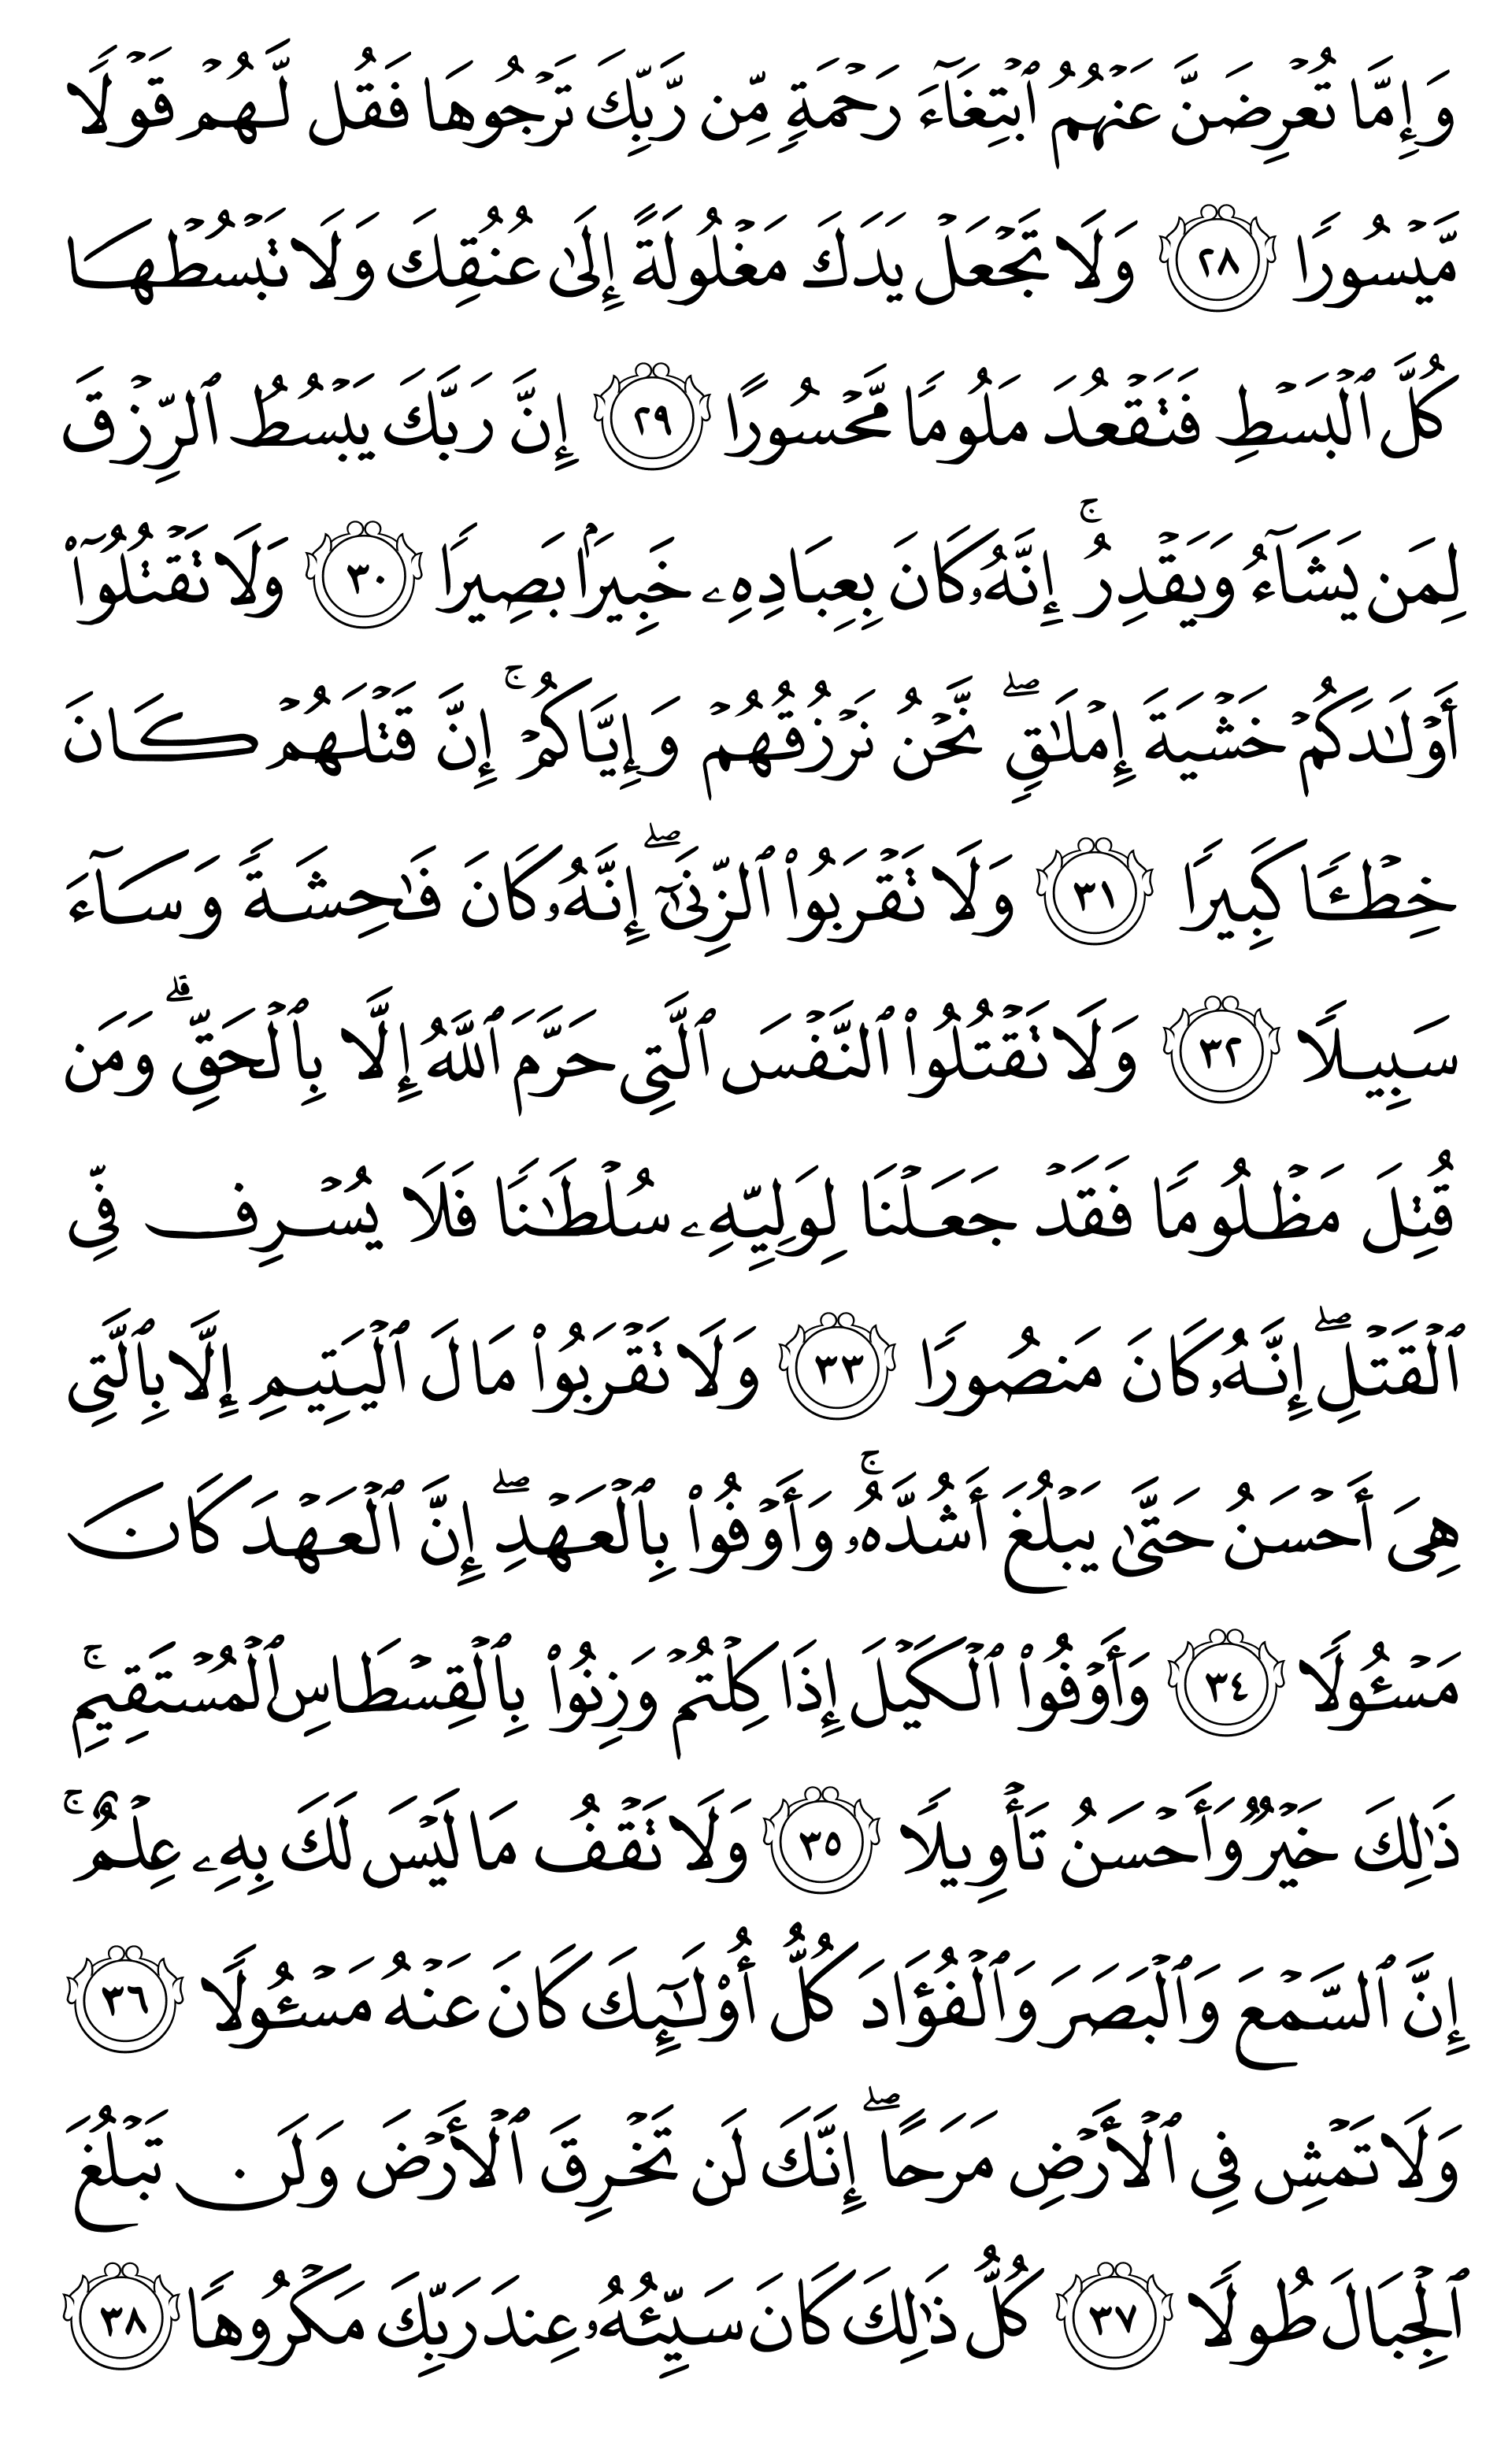 وَإِمَّا تُعْرِضَنَّ عَنْهُمُ ٱبْتِغَآءَ رَحْمَةٍ مِّن رَّبِّكَ تَرْجُوهَا فَقُل لَّهُمْ قَوْلًا
مَّيْسُورًا ٢٨ وَلَا تَجْعَلْ يَدَكَ مَغْلُولَةً إِلَىٰ عُنُقِكَ وَلَا تَبْسُطْهَا
كُلَّ ٱلْبَسْطِ فَتَقْعُدَ مَلُومًا مَّحْسُورًا ٢٩ إِنَّ رَبَّكَ يَبْسُطُ ٱلرِّزْقَ
لِمَن يَشَآءُ وَيَقْدِرُ ۚ إِنَّهُۥ كَانَ بِعِبَادِهِۦ خَبِيرًۢا بَصِيرًا ٣٠ وَلَا تَقْتُلُوٓا۟
أَوْلَـٰدَكُمْ خَشْيَةَ إِمْلَـٰقٍ ۖ نَّحْنُ نَرْزُقُهُمْ وَإِيَّاكُمْ ۚ إِنَّ قَتْلَهُمْ كَانَ
خِطْـًٔا كَبِيرًا ٣١ وَلَا تَقْرَبُوا۟ ٱلزِّنَىٰٓ ۖ إِنَّهُۥ كَانَ فَـٰحِشَةً وَسَآءَ
سَبِيلًا ٣٢ وَلَا تَقْتُلُوا۟ ٱلنَّفْسَ ٱلَّتِى حَرَّمَ ٱللَّهُ إِلَّا بِٱلْحَقِّ ۗ وَمَن
قُتِلَ مَظْلُومًا فَقَدْ جَعَلْنَا لِوَلِيِّهِۦ سُلْطَـٰنًا فَلَا يُسْرِف فِّى
ٱلْقَتْلِ ۖ إِنَّهُۥ كَانَ مَنصُورًا ٣٣ وَلَا تَقْرَبُوا۟ مَالَ ٱلْيَتِيمِ إِلَّا بِٱلَّتِى
هِىَ أَحْسَنُ حَتَّىٰ يَبْلُغَ أَشُدَّهُۥ ۚ وَأَوْفُوا۟ بِٱلْعَهْدِ ۖ إِنَّ ٱلْعَهْدَ كَانَ
مَسْـُٔولًا ٣٤ وَأَوْفُوا۟ ٱلْكَيْلَ إِذَا كِلْتُمْ وَزِنُوا۟ بِٱلْقِسْطَاسِ ٱلْمُسْتَقِيمِ ۚ
ذَٰلِكَ خَيْرٌ وَأَحْسَنُ تَأْوِيلًا ٣٥ وَلَا تَقْفُ مَا لَيْسَ لَكَ بِهِۦ عِلْمٌ ۚ
إِنَّ ٱلسَّمْعَ وَٱلْبَصَرَ وَٱلْفُؤَادَ كُلُّ أُو۟لَـٰٓئِكَ كَانَ عَنْهُ مَسْـُٔولًا ٣٦
وَلَا تَمْشِ فِى ٱلْأَرْضِ مَرَحًا ۖ إِنَّكَ لَن تَخْرِقَ ٱلْأَرْضَ وَلَن تَبْلُغَ
ٱلْجِبَالَ طُولًا ٣٧ كُلُّ ذَٰلِكَ كَانَ سَيِّئُهُۥ عِندَ رَبِّكَ مَكْرُوهًا ٣٨